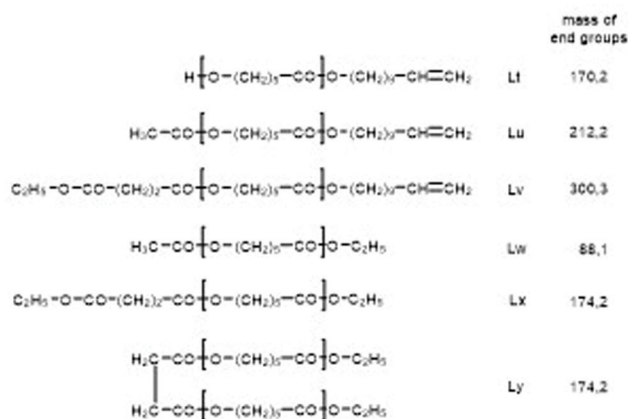 mass of
end groups
H[O-(CH2)5-CO]O-(CH2)9-CH=CH2 Lt 170,2
H3C-CO[O-(CH2)5-CO]O-(CH2)9-CH=CH2 Lu 212,2
C2H5-O-CO-(CH2)2-CO[O-(CH2)5-CO]O-(CH2)9-CH=CH2 Lv 300,3
H3C-CO[O-(CH2)5-CO]O-C2H5 Lw 88,1
C2H5-O-CO-(CH2)2-CO[O-(CH2)5-CO]O-C2H5 Lx 174,2
H2C-CO[O-(CH2)5-CO]O-C2H5
Ly 174,2
H2C-CO[O-(CH2)5-CO]O-C2H5